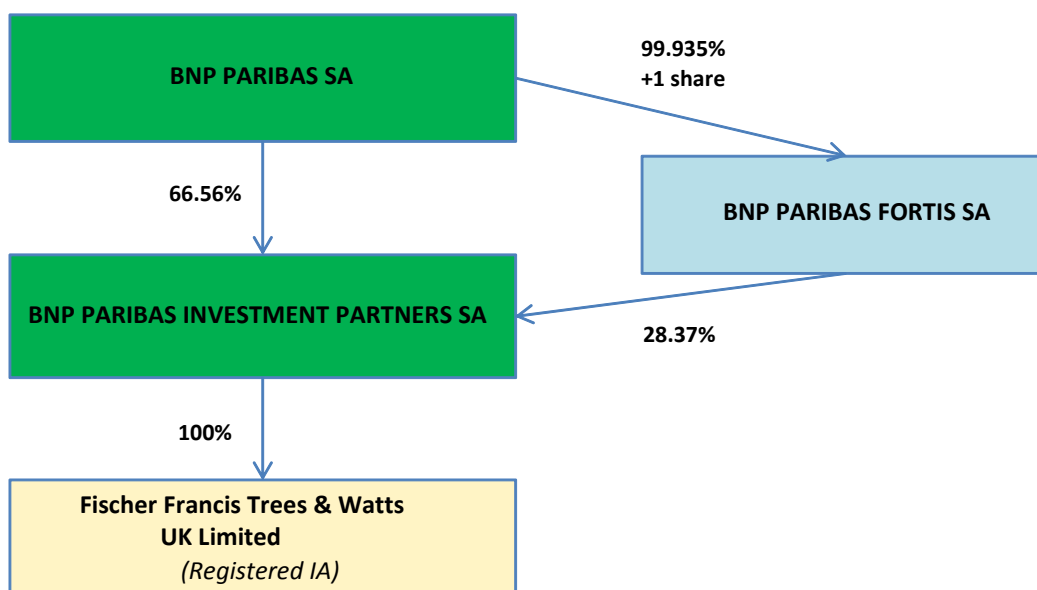 BNP PARIBAS SA
99.935%
+1 share
66.56%
BNP PARIBAS FORTIS SA
BNP PARIBAS INVESTMENT PARTNERS SA
28.37%
100%
Fischer Francis Trees & Watts
UK Limited
(Registered IA)